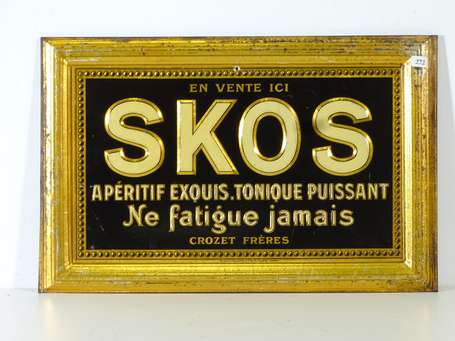 EN VENTE ICI
SKOS
APÉRITIF EXQUIS.TONIQUE PUISSANT
Ne fatigue jamais
CROZET FRÈRES